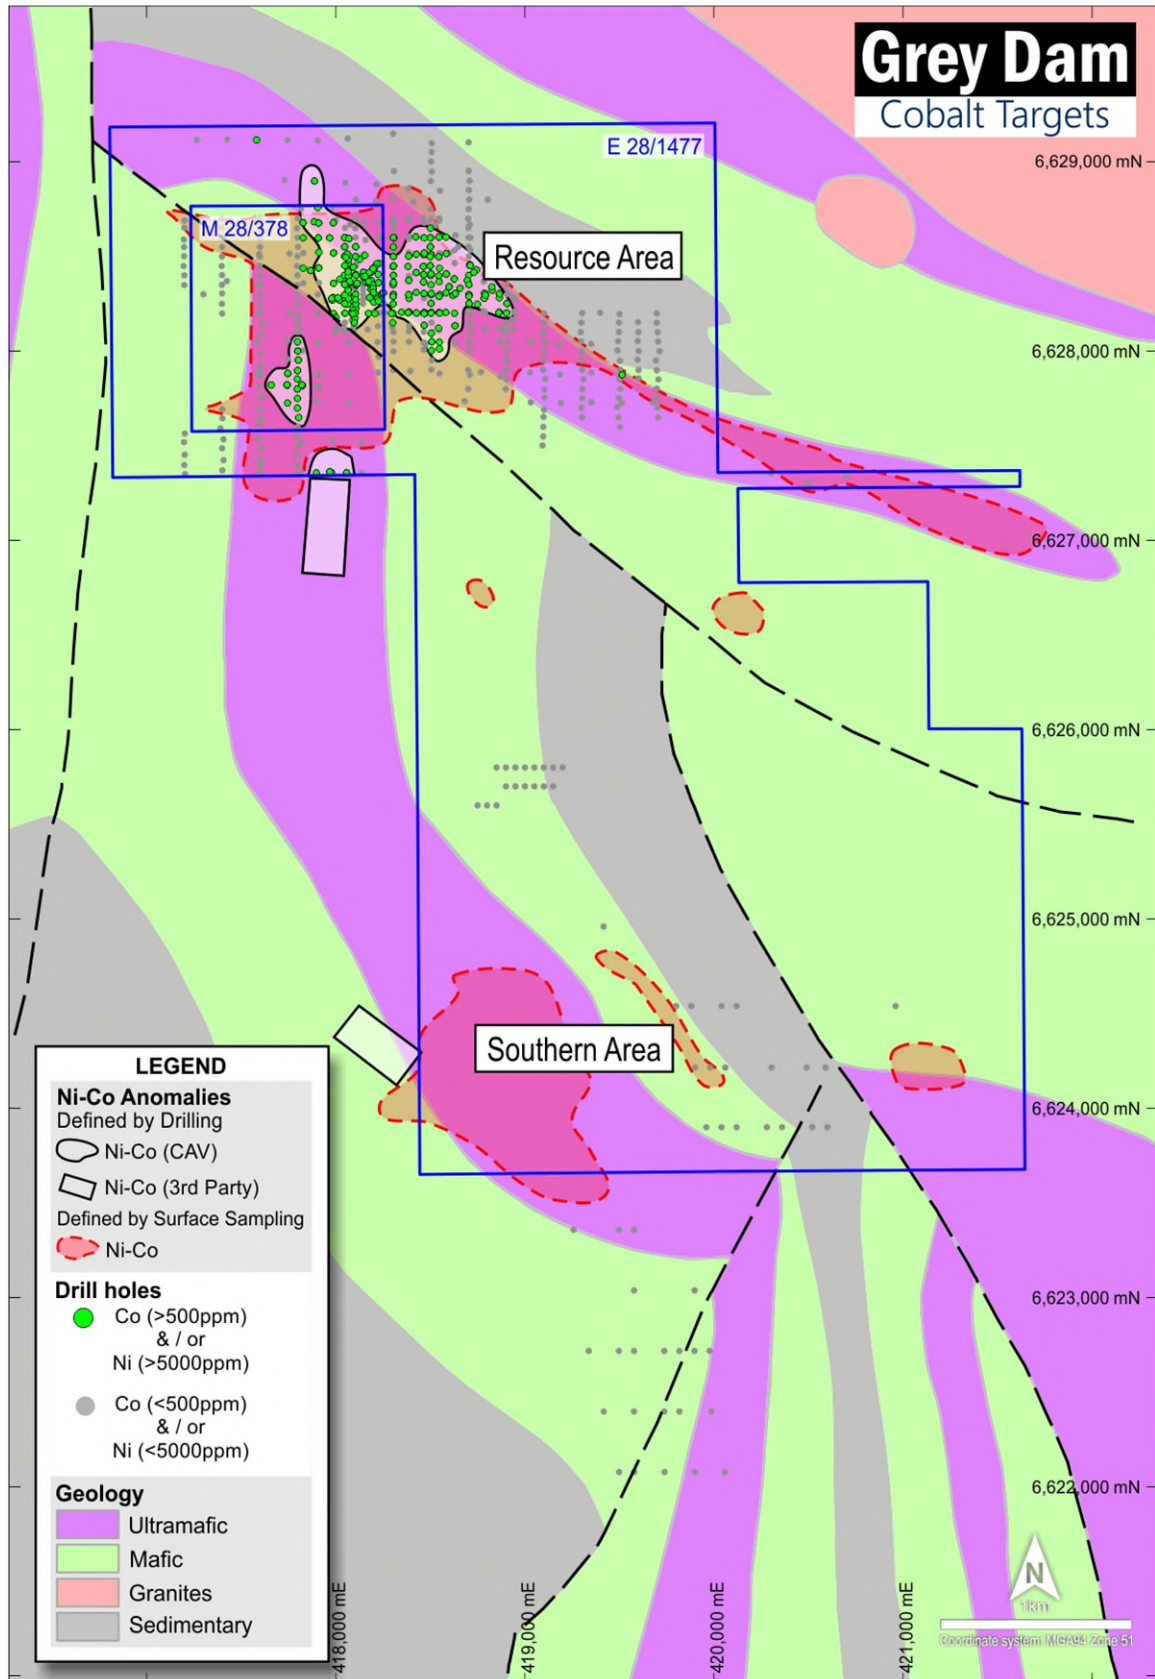 Grey Dam
Cobalt Targets
E 28/1477
6,629,000 mN
M 28/378
Resource Area
6,628,000 mN
6,627,000 mN
6,626,000 mN
6,625,000 mN
Southern Area
6,624,000 mN
6,623,000 mN
6,622,000 mN
LEGEND
Ni-Co Anomalies
Defined by Drilling
Ni-Co (CAV)
Ni-Co (3rd Party)
Defined by Surface Sampling
Ni-Co
Drill holes
Co (>500ppm)
& / or
Ni (>5000ppm)
Co (<500ppm)
& / or
Ni (<5000ppm)
Geology
Ultramafic
Mafic
Granites
Sedimentary
418,000 mE
419,000 mE
420,000 mE
421,000 mE
N
1km
Coordinate system: MGA94 Zone 51